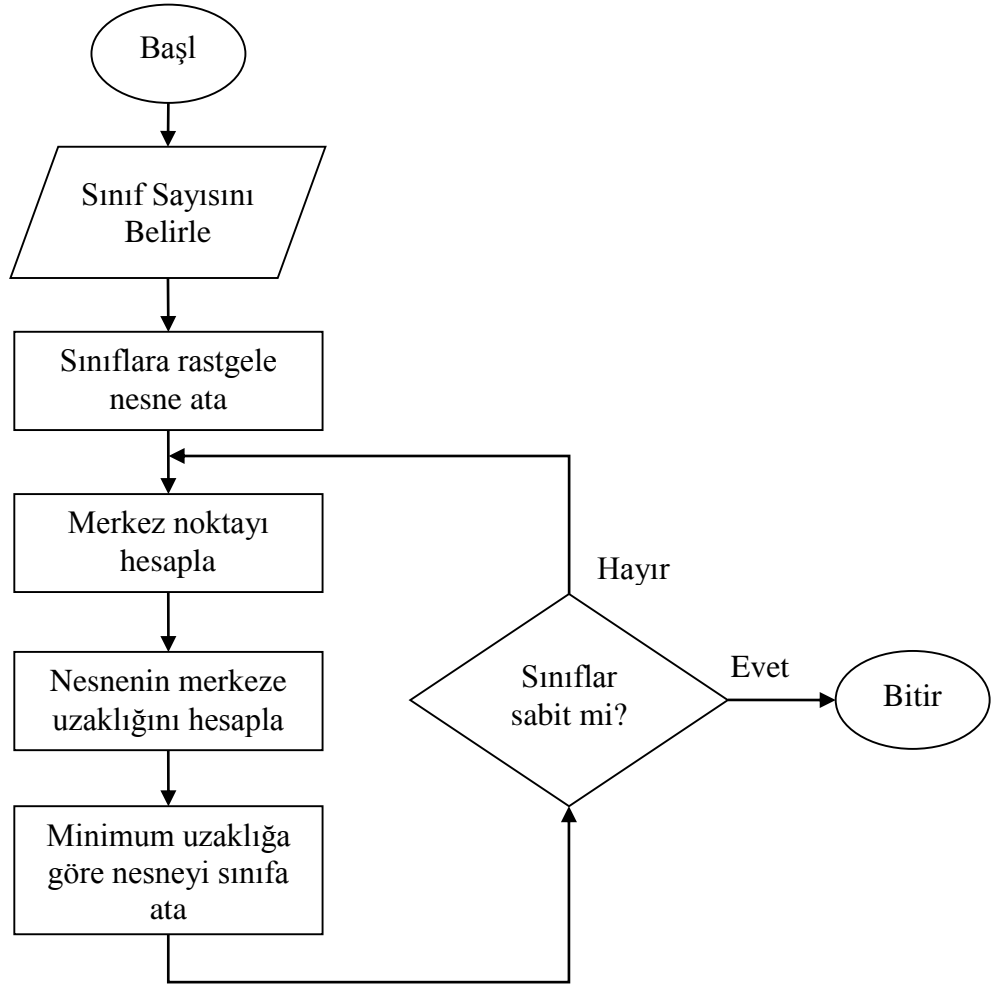 Başl
Sınıf Sayısını
Belirle
Sınıflara rastgele
nesne ata
Merkez noktayı
hesapla
Nesnenin merkeze
uzaklığını hesapla
Minimum uzaklığa
göre nesneyi sınıfa
ata
Hayır
Sınıflar
sabit mi?
Evet
Bitir